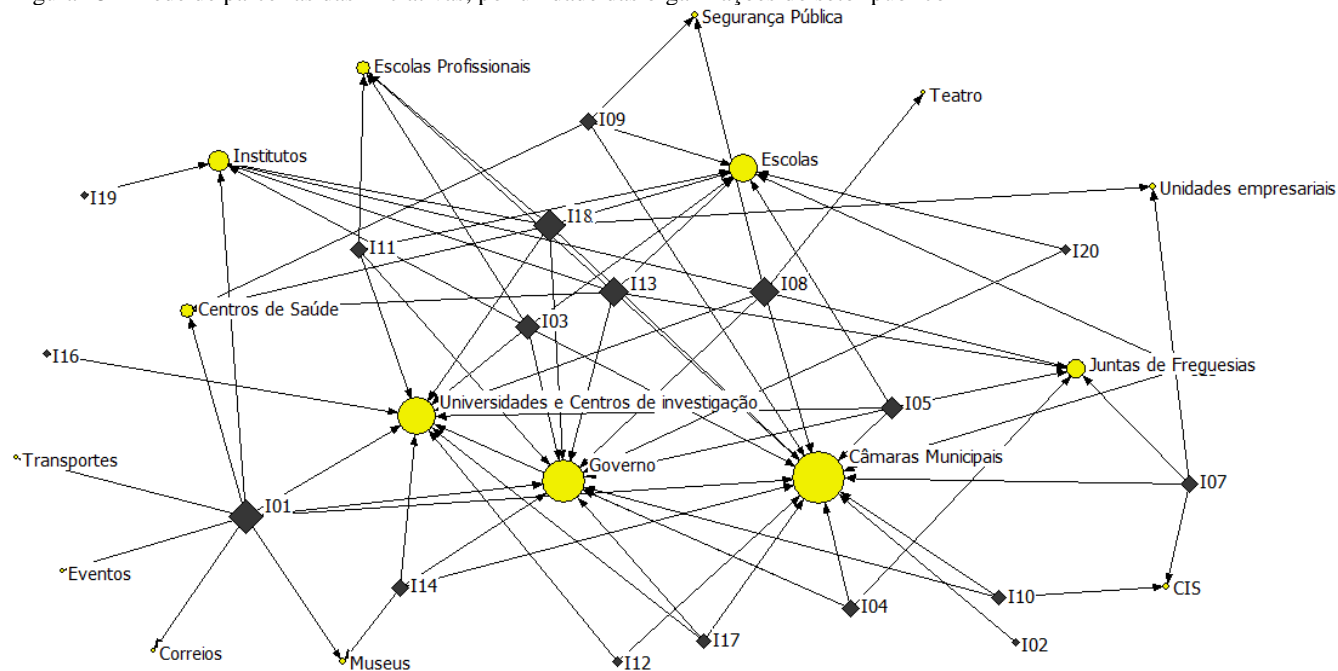 Segurança Pública
Escolas Profissionais
Teatro
I09
Institutos
Escolas
I19
Unidades empresariais
I18
I11
I20
I13
I08
Centros de Saúde
I03
I16
Juntas de Freguesias
Universidades e Centros de investigação
I05
Transportes
Governo
Câmaras Municipais
I07
I01
Eventos
I14
CIS
I10
I04
Correios
Museus
I12
I17
I02